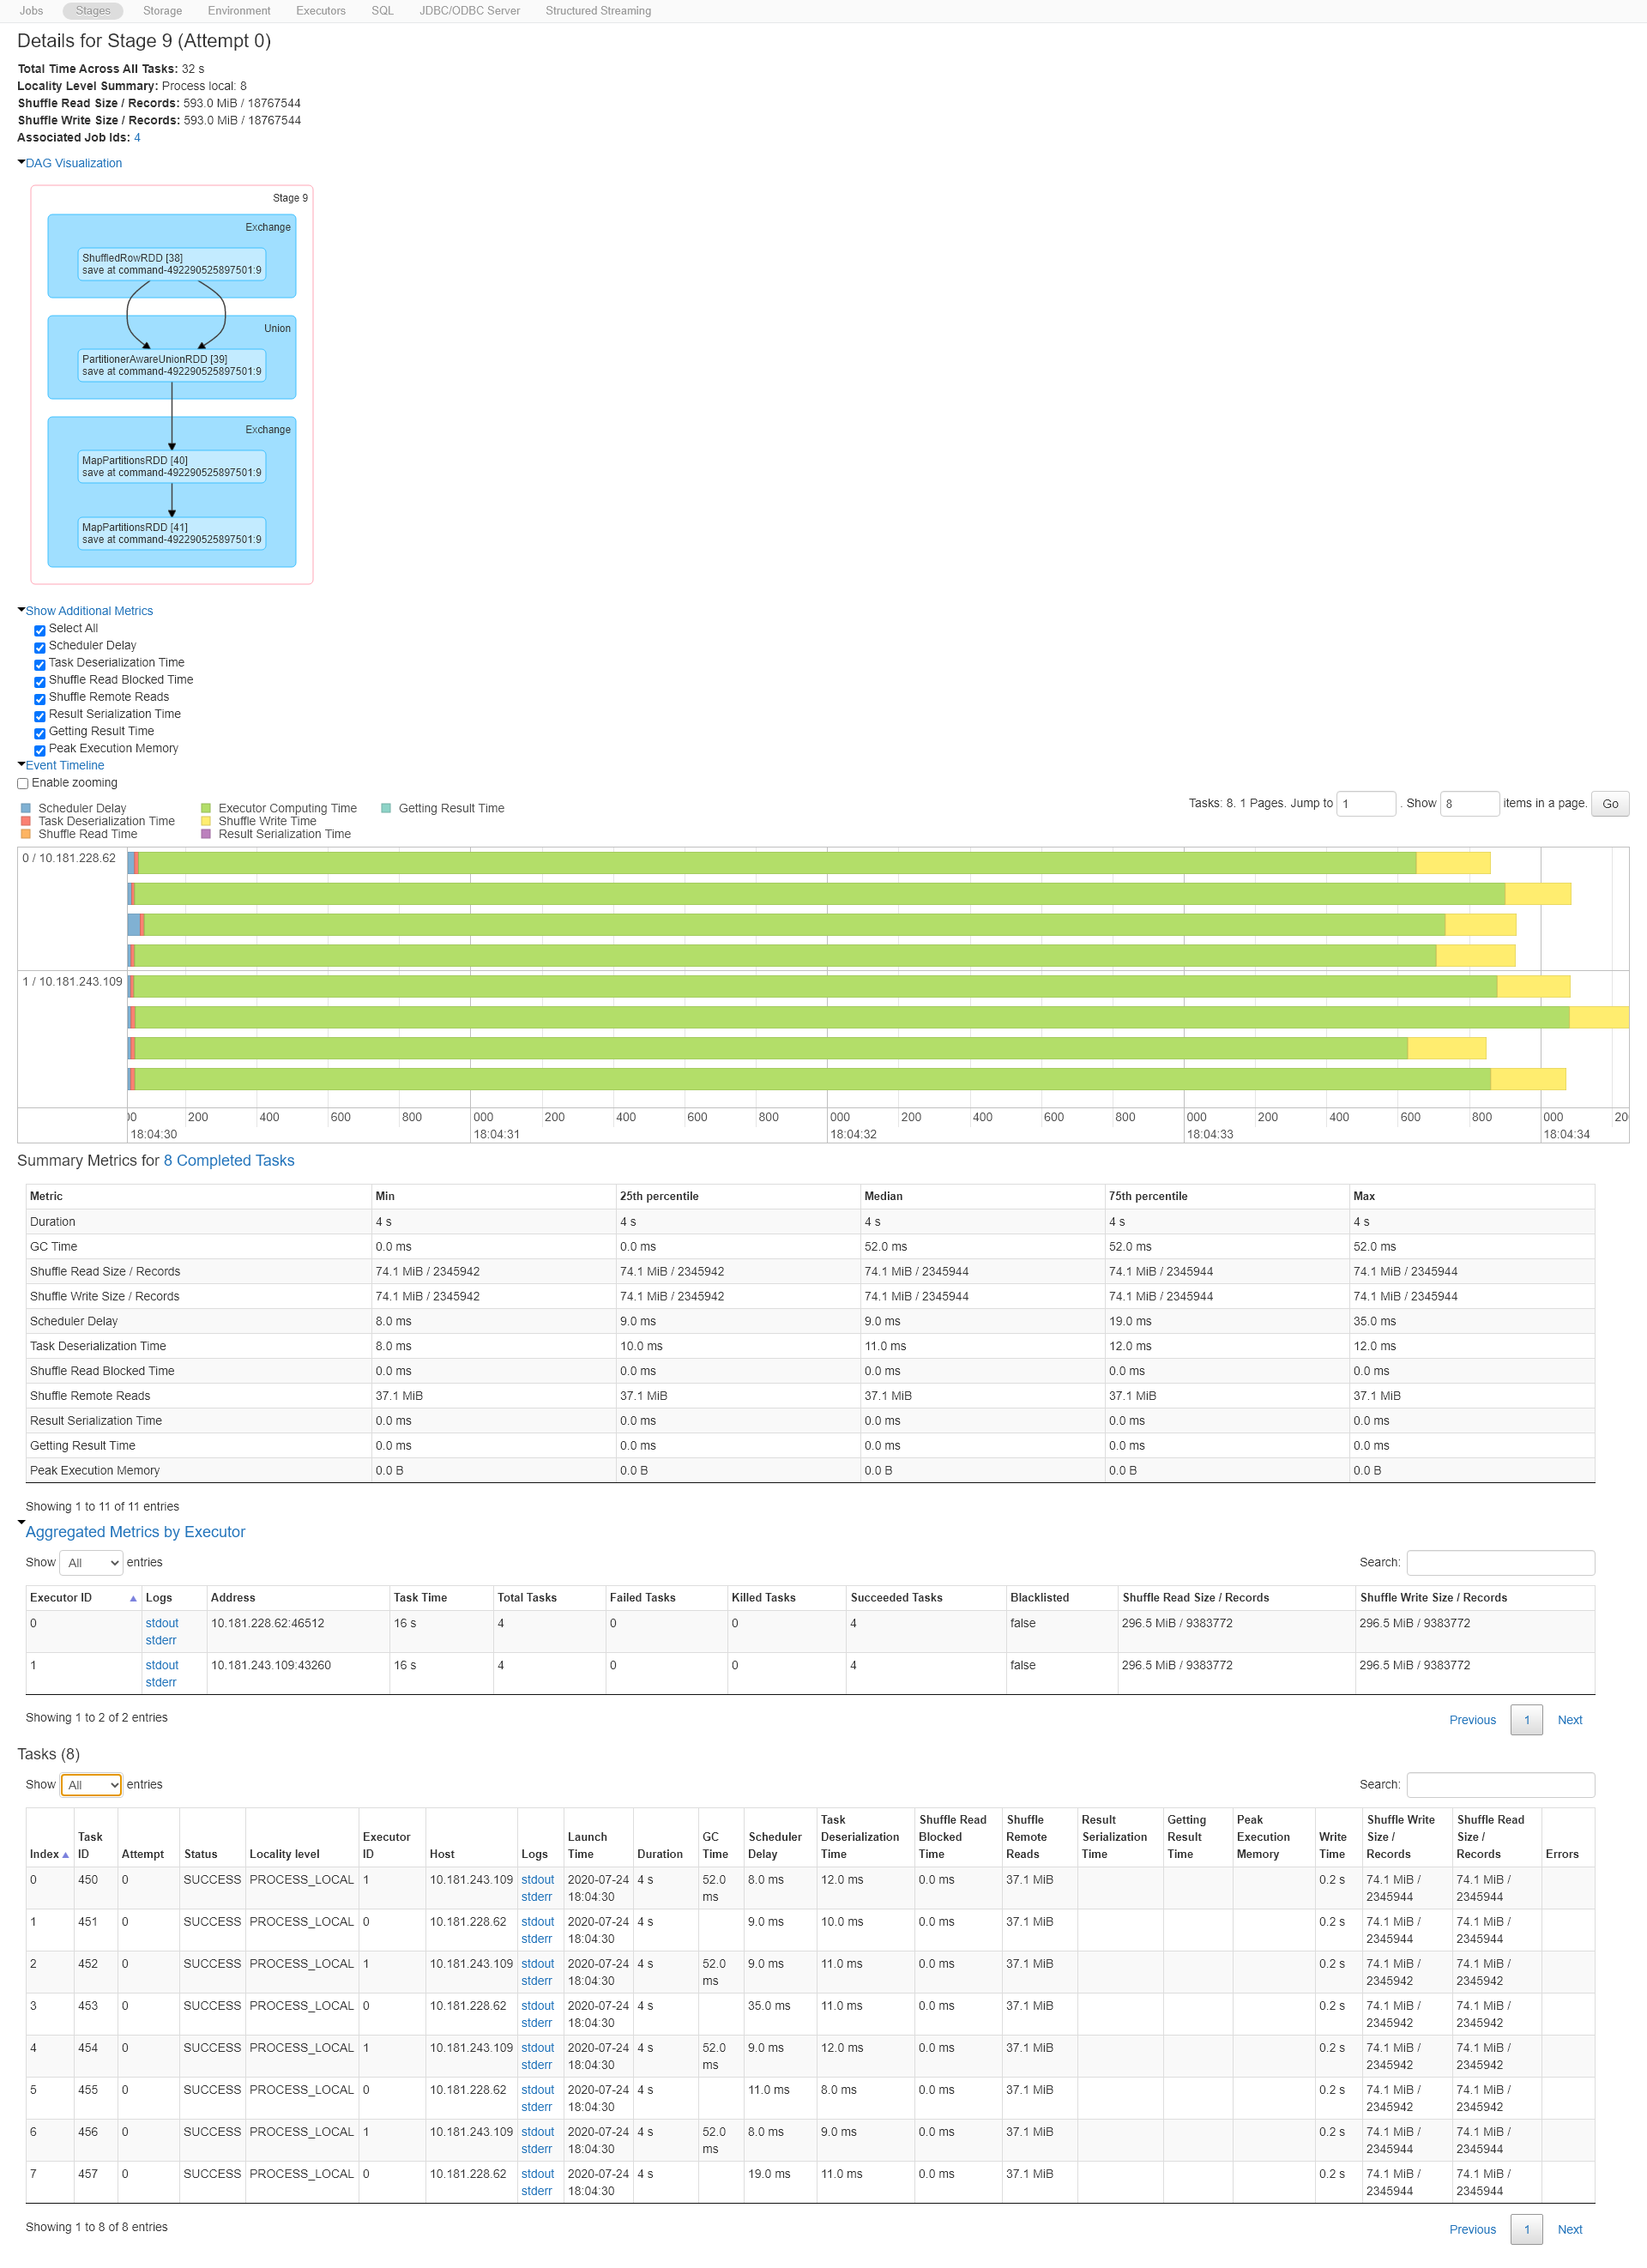 Jobs Stages Storage Environment Executors SQL JDBC/ODBC Server Structured Streaming
Details for Stage 9 (Attempt 0)
Total Time Across All Tasks: 32 s
Locality Level Summary: Process local: 8
Shuffle Read Size / Records: 593.0 MiB / 18767544
Shuffle Write Size / Records: 593.0 MiB / 18767544
Associated Job Ids: 4
DAG Visualization
Stage 9
Exchange
ShuffledRowRDD [38]
save at command-492290525897501:9
Union
PartitionerAwareUnionRDD [39]
save at command-492290525897501:9
Exchange
MapPartitionsRDD [40]
save at command-492290525897501:9
MapPartitionsRDD [41]
save at command-492290525897501:9
Show Additional Metrics
Select All
Scheduler Delay
Task Deserialization Time
Shuffle Read Blocked Time
Shuffle Remote Reads
Result Serialization Time
Getting Result Time
Peak Execution Memory
Event Timeline
Enable zooming
Tasks: 8. 1 Pages. Jump to 1 . Show 8 items in a page. Go
Scheduler Delay Executor Computing Time Getting Result Time
Task Deserialization Time Shuffle Write Time
Shuffle Read Time Result Serialization Time
0 / 10.181.228.62
1 / 10.181.243.109
00 200 400 600 800 000 200 400 600 800 000 200 400 600 800 000 200 400 600 800 000 20
18:04:30 18:04:31 18:04:32 18:04:33 18:04:34
Summary Metrics for 8 Completed Tasks
Metric Min 25th percentile Median 75th percentile Max
Duration 4 s 4 s 4 s 4 s 4 s
GC Time 0.0 ms 0.0 ms 52.0 ms 52.0 ms 52.0 ms
Shuffle Read Size / Records 74.1 MiB / 2345942 74.1 MiB / 2345942 74.1 MiB / 2345944 74.1 MiB / 2345944 74.1 MiB / 2345944
Shuffle Write Size / Records 74.1 MiB / 2345942 74.1 MiB / 2345942 74.1 MiB / 2345944 74.1 MiB / 2345944 74.1 MiB / 2345944
Scheduler Delay 8.0 ms 9.0 ms 9.0 ms 19.0 ms 35.0 ms
Task Deserialization Time 8.0 ms 10.0 ms 11.0 ms 12.0 ms 12.0 ms
Shuffle Read Blocked Time 0.0 ms 0.0 ms 0.0 ms 0.0 ms 0.0 ms
Shuffle Remote Reads 37.1 MiB 37.1 MiB 37.1 MiB 37.1 MiB 37.1 MiB
Result Serialization Time 0.0 ms 0.0 ms 0.0 ms 0.0 ms 0.0 ms
Getting Result Time 0.0 ms 0.0 ms 0.0 ms 0.0 ms 0.0 ms
Peak Execution Memory 0.0 B 0.0 B 0.0 B 0.0 B 0.0 B
Showing 1 to 11 of 11 entries
Aggregated Metrics by Executor
Show All entries Search:
Executor ID Logs Address Task Time Total Tasks Failed Tasks Killed Tasks Succeeded Tasks Blacklisted Shuffle Read Size / Records Shuffle Write Size / Records
0 stdout 10.181.228.62:46512 16 s 4 0 0 4 false 296.5 MiB / 9383772 296.5 MiB / 9383772
stderr
1 stdout 10.181.243.109:43260 16 s 4 0 0 4 false 296.5 MiB / 9383772 296.5 MiB / 9383772
stderr
Showing 1 to 2 of 2 entries Previous 1 Next
Tasks (8)
Show All entries Search:
Task Executor Launch GC Scheduler Task Deserialization Shuffle Read Blocked Shuffle Remote Result Serialization Getting Result Peak Execution Write Shuffle Write Size / Shuffle Read Size /
Index ID Attempt Status Locality level ID Host Logs Time Duration Time Delay Time Time Reads Time Time Memory Time Records Records Errors
0 450 0 SUCCESS PROCESS_LOCAL 1 10.181.243.109 stdout 2020-07-24 4 s 52.0 8.0 ms 12.0 ms 0.0 ms 37.1 MiB 0.2 s 74.1 MiB / 74.1 MiB /
stderr 18:04:30 ms 2345944 2345944
1 451 0 SUCCESS PROCESS_LOCAL 0 10.181.228.62 stdout 2020-07-24 4 s 9.0 ms 10.0 ms 0.0 ms 37.1 MiB 0.2 s 74.1 MiB / 74.1 MiB /
stderr 18:04:30 2345944 2345944
2 452 0 SUCCESS PROCESS_LOCAL 1 10.181.243.109 stdout 2020-07-24 4 s 52.0 9.0 ms 11.0 ms 0.0 ms 37.1 MiB 0.2 s 74.1 MiB / 74.1 MiB /
stderr 18:04:30 ms 2345942 2345942
3 453 0 SUCCESS PROCESS_LOCAL 0 10.181.228.62 stdout 2020-07-24 4 s 35.0 ms 11.0 ms 0.0 ms 37.1 MiB 0.2 s 74.1 MiB / 74.1 MiB /
stderr 18:04:30 2345942 2345942
4 454 0 SUCCESS PROCESS_LOCAL 1 10.181.243.109 stdout 2020-07-24 4 s 52.0 9.0 ms 12.0 ms 0.0 ms 37.1 MiB 0.2 s 74.1 MiB / 74.1 MiB /
stderr 18:04:30 ms 2345942 2345942
5 455 0 SUCCESS PROCESS_LOCAL 0 10.181.228.62 stdout 2020-07-24 4 s 11.0 ms 8.0 ms 0.0 ms 37.1 MiB 0.2 s 74.1 MiB / 74.1 MiB /
stderr 18:04:30 2345942 2345942
6 456 0 SUCCESS PROCESS_LOCAL 1 10.181.243.109 stdout 2020-07-24 4 s 52.0 8.0 ms 9.0 ms 0.0 ms 37.1 MiB 0.2 s 74.1 MiB / 74.1 MiB /
stderr 18:04:30 ms 2345944 2345944
7 457 0 SUCCESS PROCESS_LOCAL 0 10.181.228.62 stdout 2020-07-24 4 s 19.0 ms 11.0 ms 0.0 ms 37.1 MiB 0.2 s 74.1 MiB / 74.1 MiB /
stderr 18:04:30 2345944 2345944
Showing 1 to 8 of 8 entries Previous 1 Next